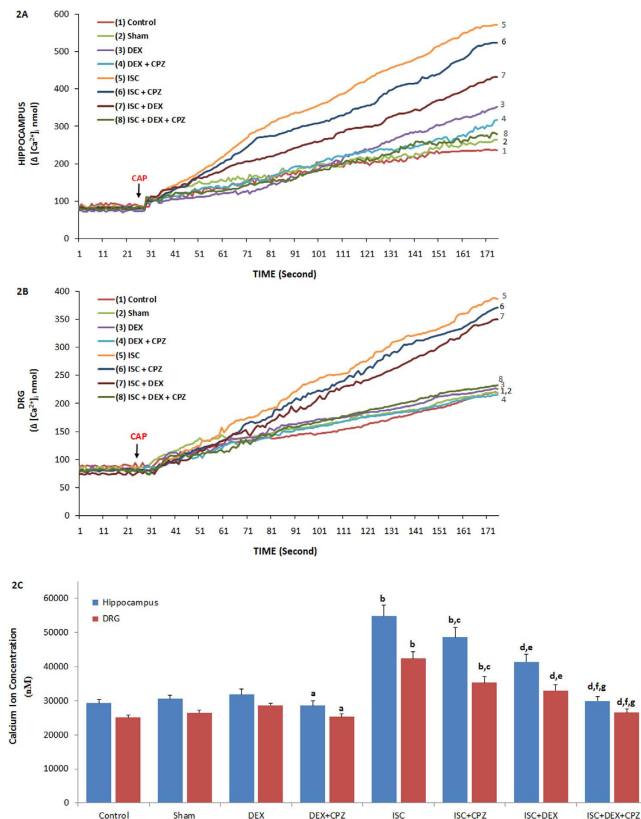 2A
HIPPOCAMPUS
[Δ [Ca²⁺]ᵢ nmol)
600
500
400
300
200
100
0
(1) Control
(2) Sham
(3) DEX
(4) DEX + CPZ
(5) ISC
(6) ISC + CPZ
(7) ISC + DEX
(8) ISC + DEX + CPZ
CAP
5
6
7
3
4
8
2
1
1 11 21 31 41 51 61 71 81 91 101 111 121 131 141 151 161 171
TIME (Second)
2B
DRG
(Δ [Ca²⁺]ᵢ nmol)
400
350
300
250
200
150
100
50
0
(1) Control
(2) Sham
(3) DEX
(4) DEX + CPZ
(5) ISC
(6) ISC + CPZ
(7) ISC + DEX
(8) ISC + DEX + CPZ
CAP
5
6
7
8
3
1,2
4
1 11 21 31 41 51 61 71 81 91 101 111 121 131 141 151 161 171
TIME (Second)
2C
Calcium Ion Concentration
(nM)
60000
50000
40000
30000
20000
10000
0
Hippocampus
DRG
a
a
b
b
b,c
b,c
d,e
d,e
d,f,g
d,f,g
Control Sham DEX DEX+CPZ ISC ISC+CPZ ISC+DEX ISC+DEX+CPZ